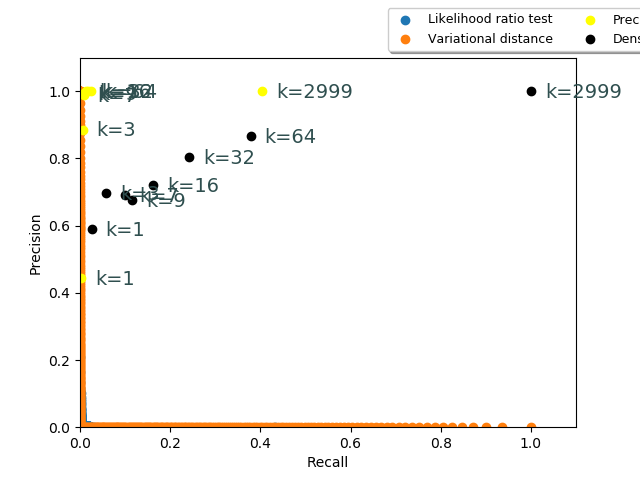 Likelihood ratio test
Variational distance
Prec
Dens
k=2999
k=2999
k=3
k=64
k=32
k=16
k=3
k=7
k=9
k=1
k=1
1.0
0.8
0.6
0.4
0.2
0.0
Precision
0.0 0.2 0.4 0.6 0.8 1.0
Recall